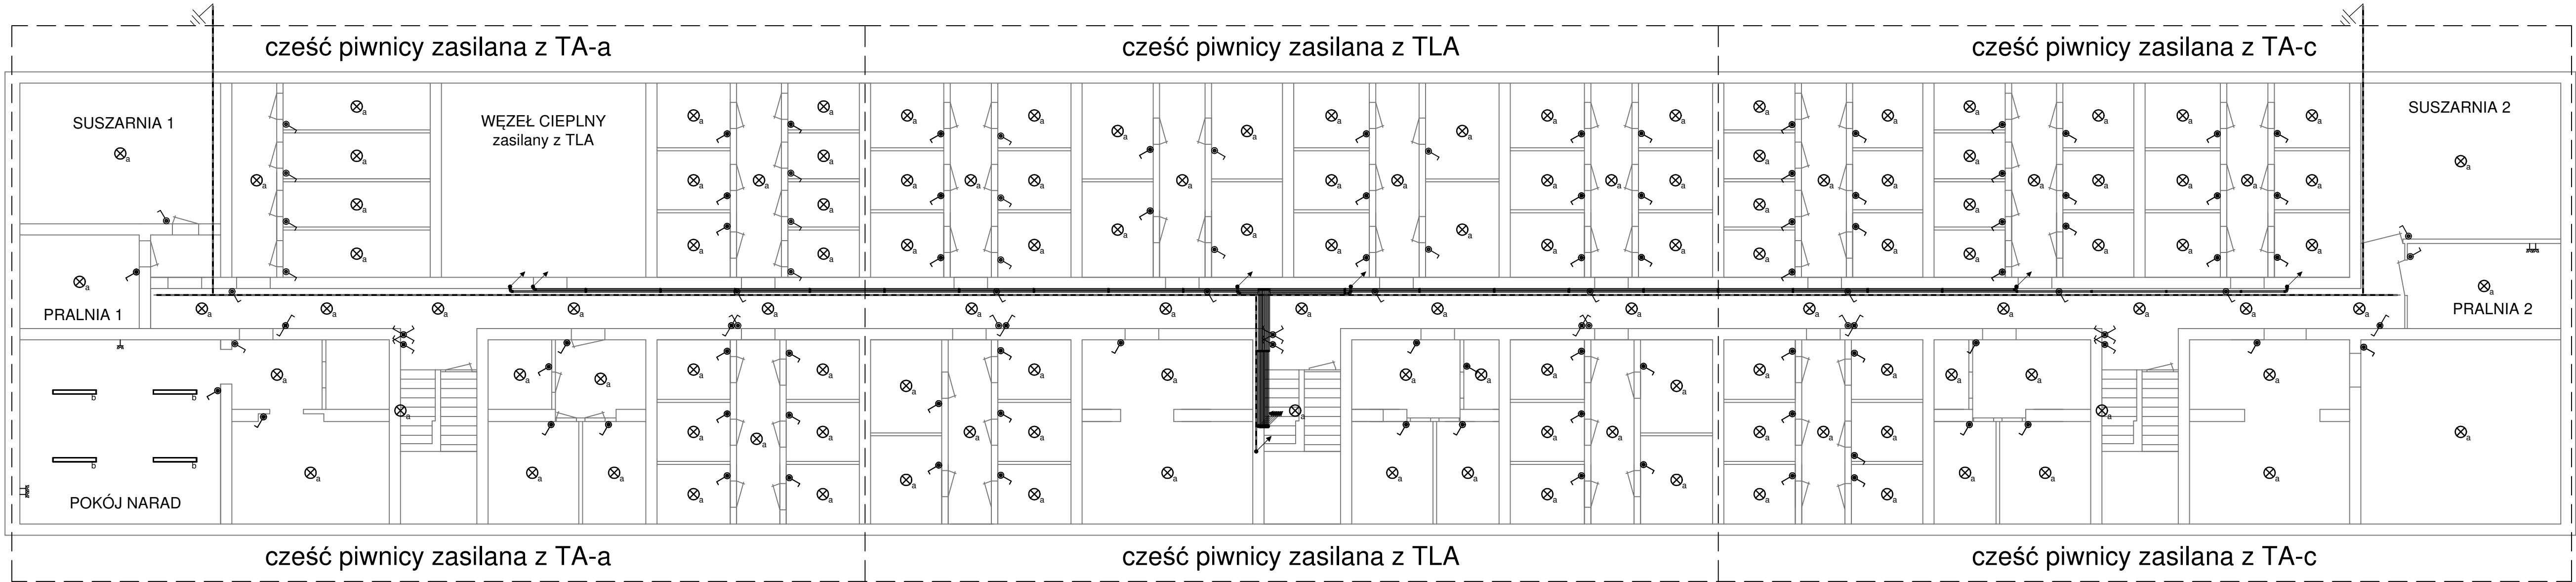 cześć piwnicy zasilana z TA-a
cześć piwnicy zasilana z TLA
cześć piwnicy zasilana z TA-c
SUSZARNIA 1
WĘZEŁ CIEPLNY
zasilany z TLA
SUSZARNIA 2
PRALNIA 1
PRALNIA 2
POKÓJ NARAD
cześć piwnicy zasilana z TA-a
cześć piwnicy zasilana z TLA
cześć piwnicy zasilana z TA-c